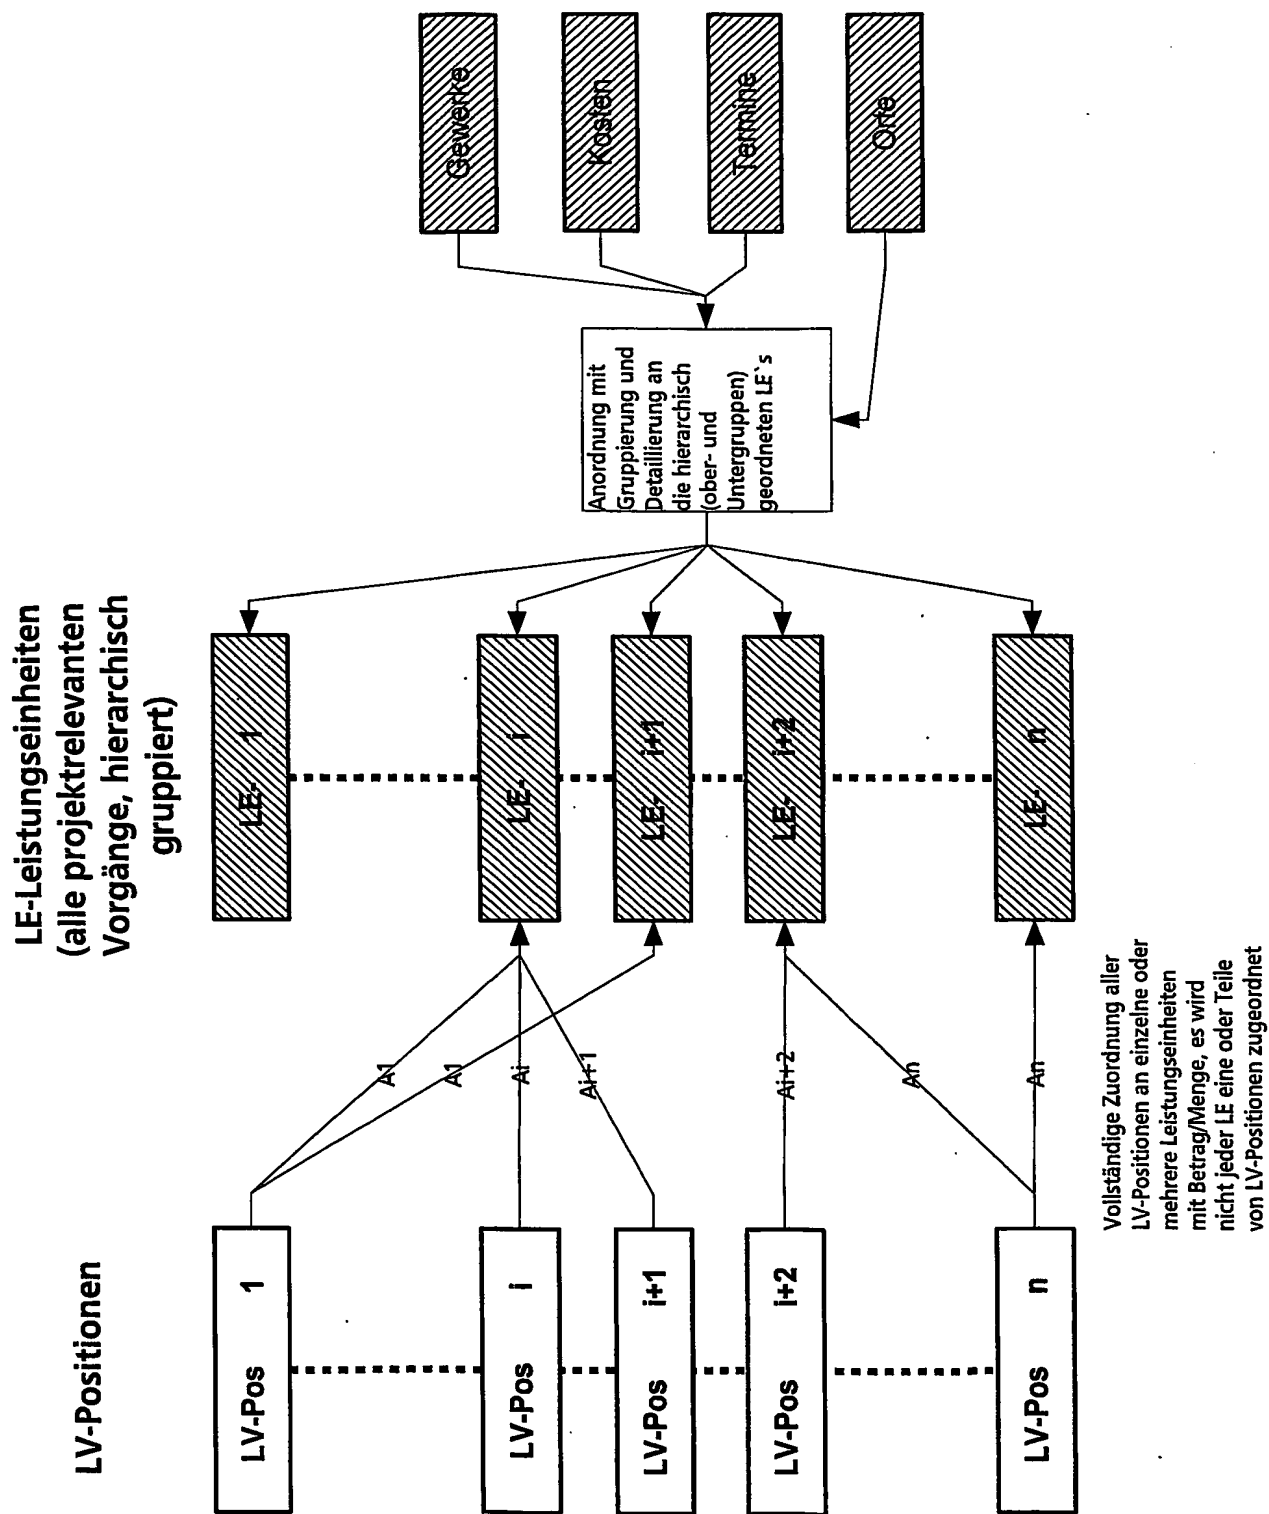 LV-Positionen
LV-Pos 1
LV-Pos i
LV-Pos i+1
LV-Pos i+2
LV-Pos n
A1
A1
Ai
Ai+1
Ai+2
An
An
Vollständige Zuordnung aller
LV-Positionen an einzelne oder
mehrere Leistungseinheiten
mit Betrag/Menge, es wird
nicht jeder LE eine oder Teile
von LV-Positionen zugeordnet
LE-Leistungseinheiten
(alle projektrelevanten
Vorgänge, hierarchisch
gruppiert)
LE- 1
LE- i
LE- i+1
LE- i+2
LE- n
Anordnung mit
Gruppierung und
Detaillierung an
die hierarchisch
(ober- und
Untergruppen)
geordneten LE`s
Gewerke
Kosten
Termine
Orte